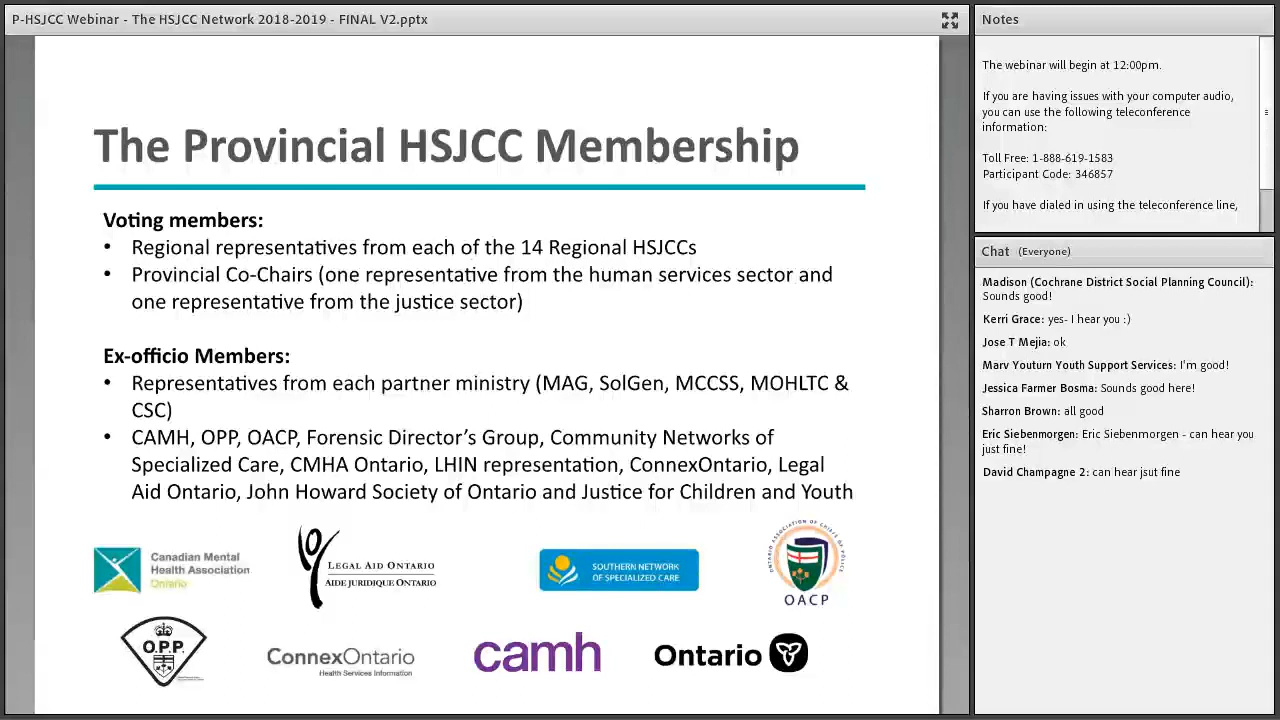 P-HSJCC Webinar - The HSJCC Network 2018-2019 - FINAL V2.pptx
The Provincial HSJCC Membership
Voting members:
• Regional representatives from each of the 14 Regional HSJCCs
• Provincial Co-Chairs (one representative from the human services sector and
one representative from the justice sector)
Ex-officio Members:
• Representatives from each partner ministry (MAG, SolGen, MCCSS, MOHLTC &
CSC)
• CAMH, OPP, OACP, Forensic Director's Group, Community Networks of
Specialized Care, CMHA Ontario, LHIN representation, ConnexOntario, Legal
Aid Ontario, John Howard Society of Ontario and Justice for Children and Youth
Canadian Mental
Health Association
Ontario
LEGAL AID ONTARIO
AIDE JURIDIQUE ONTARIO
SOUTHERN NETWORK
OF SPECIALIZED CARE
ONTARIO ASSOCIATION OF CHIEFS OF POLICE
OACP
O.P.P.
ConnexOntario
Health Services Information
camh
Ontario
Notes
The webinar will begin at 12:00pm.
If you are having issues with your computer audio,
you can use the following teleconference
information:
Toll Free: 1-888-619-1583
Participant Code: 346857
If you have dialed in using the teleconference line,
Chat (Everyone)
Madison (Cochrane District Social Planning Council):
Sounds good!
Kerri Grace: yes- I hear you :)
Jose T Mejia: ok
Marv Youturn Youth Support Services: I'm good!
Jessica Farmer Bosma: Sounds good here!
Sharron Brown: all good
Eric Siebenmorgen: Eric Siebenmorgen - can hear you
just fine!
David Champagne 2: can hear jsut fine